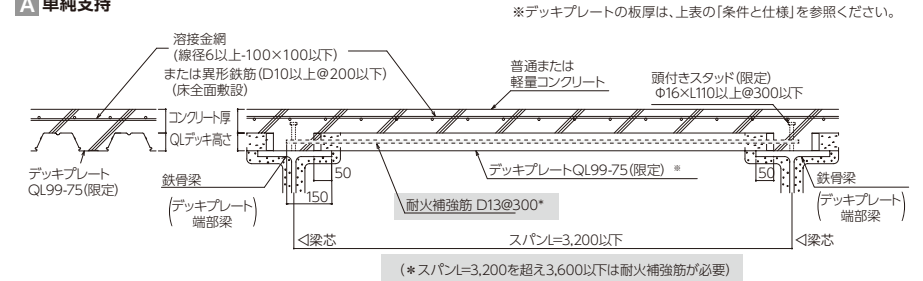 A 単純支持
※デッキプレートの板厚は、上表の「条件と仕様」を参照ください。
溶接金網
(線径6以上-100×100以下)
または異形鉄筋(D10以上@200以下)
(床全面敷設)
普通または
軽量コンクリート
頭付きスタッド(限定)
Φ16×L110以上@300以下
コンクリート厚
QLデッキ高さ
デッキプレート
QL99-75(限定)
鉄骨梁
(デッキプレート
端部梁)
150
50
デッキプレートQL99-75(限定) ※
耐火補強筋 D13@300*
50
鉄骨梁
(デッキプレート
端部梁)
◁梁芯
スパンL=3,200以下
◁梁芯
(*スパンL=3,200を超え3,600以下は耐火補強筋が必要)